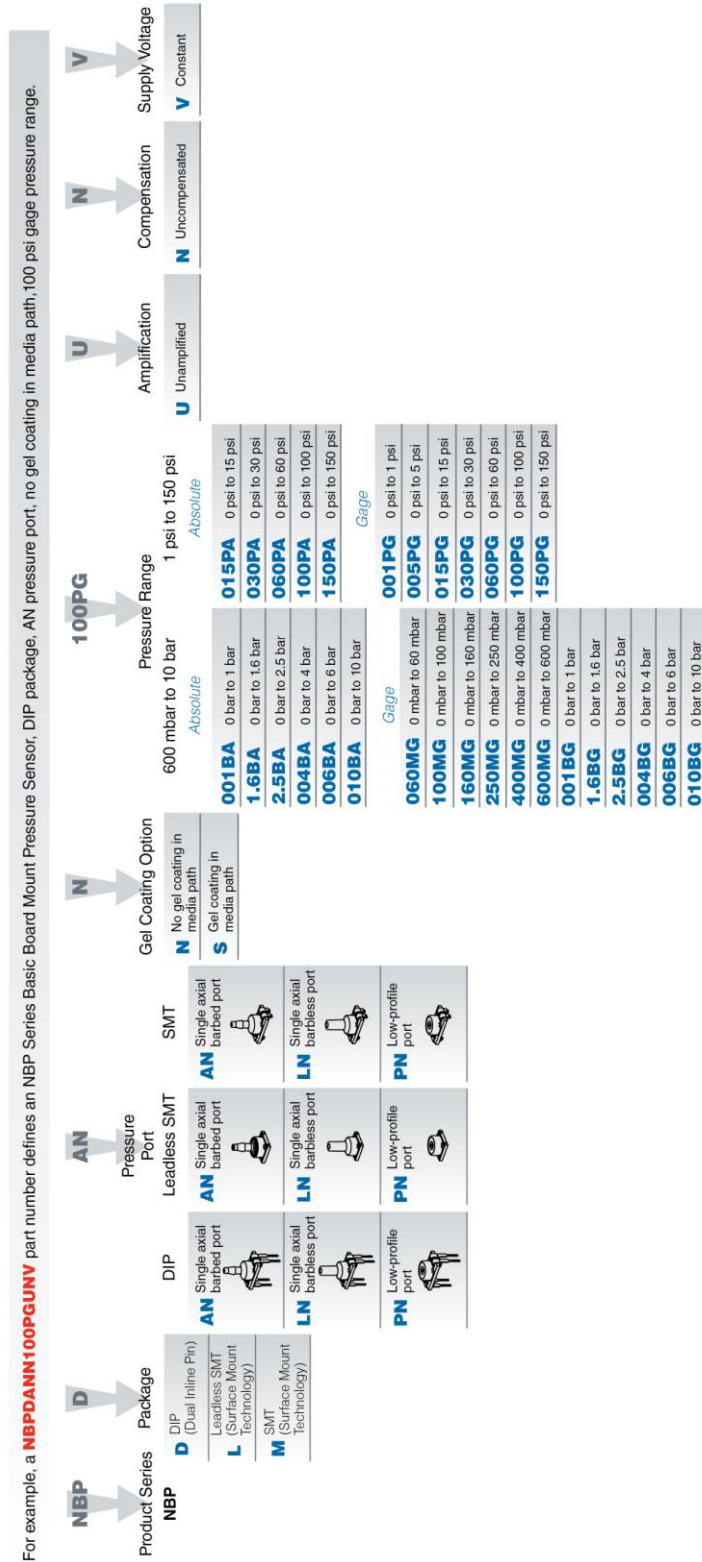 For example, a NBPDANN100PGUNV part number defines an NBP Series Basic Board Mount Pressure Sensor, DIP package, AN pressure port, no gel coating in media path,100 psi gage pressure range.
NBP
Product Series
NBP
D
Package
D DIP
(Dual Inline Pin)
L Leadless SMT
(Surface Mount
Technology)
M SMT
(Surface Mount
Technology)
AN
Pressure
Port
DIP
AN Single axial
barbed port
LN Single axial
barbless port
PN Low-profile
port
Leadless SMT
AN Single axial
barbed port
LN Single axial
barbless port
PN Low-profile
port
SMT
AN Single axial
barbed port
LN Single axial
barbless port
PN Low-profile
port
N
Gel Coating Option
N No gel coating in
media path
S Gel coating in
media path
100PG
Pressure Range
600 mbar to 10 bar
Absolute
001BA 0 bar to 1 bar
1.6BA 0 bar to 1.6 bar
2.5BA 0 bar to 2.5 bar
004BA 0 bar to 4 bar
006BA 0 bar to 6 bar
010BA 0 bar to 10 bar
Gage
060MG 0 mbar to 60 mbar
100MG 0 mbar to 100 mbar
160MG 0 mbar to 160 mbar
250MG 0 mbar to 250 mbar
400MG 0 mbar to 400 mbar
600MG 0 mbar to 600 mbar
001BG 0 bar to 1 bar
1.6BG 0 bar to 1.6 bar
2.5BG 0 bar to 2.5 bar
004BG 0 bar to 4 bar
006BG 0 bar to 6 bar
010BG 0 bar to 10 bar
1 psi to 150 psi
Absolute
015PA 0 psi to 15 psi
030PA 0 psi to 30 psi
060PA 0 psi to 60 psi
100PA 0 psi to 100 psi
150PA 0 psi to 150 psi
Gage
001PG 0 psi to 1 psi
005PG 0 psi to 5 psi
015PG 0 psi to 15 psi
030PG 0 psi to 30 psi
060PG 0 psi to 60 psi
100PG 0 psi to 100 psi
150PG 0 psi to 150 psi
U
Amplification
U Unamplified
N
Compensation
N Uncompensated
V
Supply Voltage
V Constant